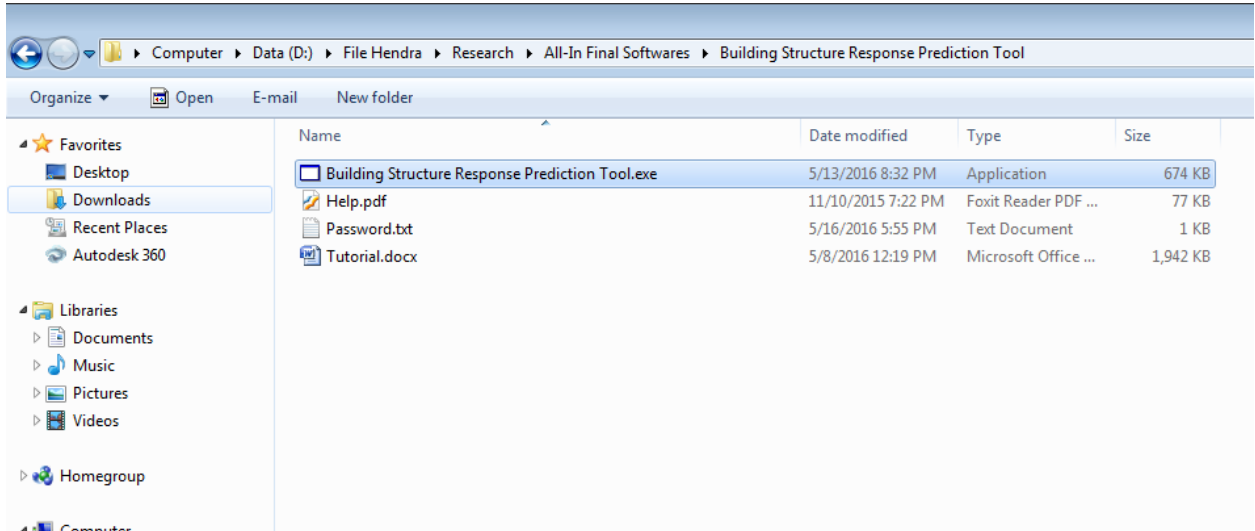 Computer Data (D:) File Hendra Research All-In Final Softwares Building Structure Response Prediction Tool
Organize Open E-mail New folder
Favorites
Desktop
Downloads
Recent Places
Autodesk 360
Libraries
Documents
Music
Pictures
Videos
Homegroup
Computer
Name Date modified Type Size
Building Structure Response Prediction Tool.exe 5/13/2016 8:32 PM Application 674 KB
Help.pdf 11/10/2015 7:22 PM Foxit Reader PDF ... 77 KB
Password.txt 5/16/2016 5:55 PM Text Document 1 KB
Tutorial.docx 5/8/2016 12:19 PM Microsoft Office ... 1,942 KB